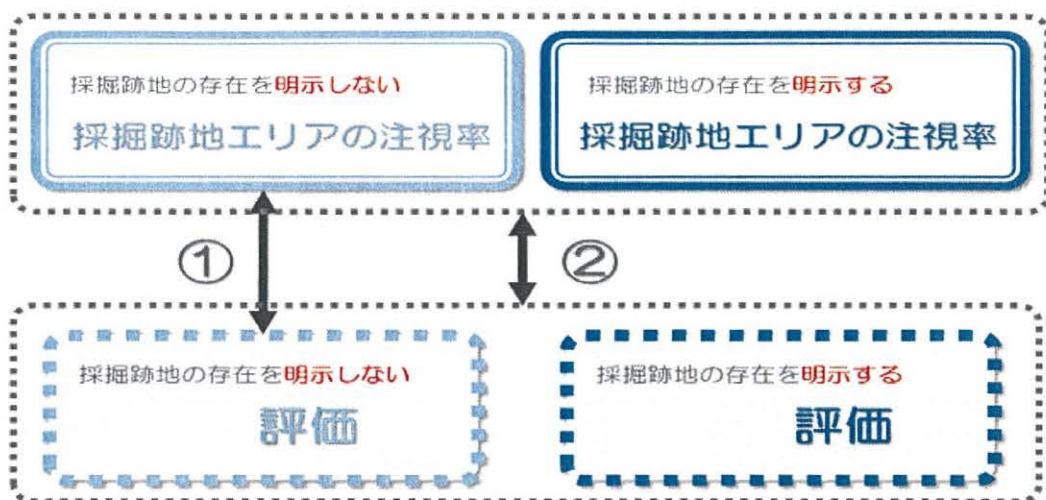 採掘跡地の存在を明示しない
採掘跡地エリアの注視率
採掘跡地の存在を明示する
採掘跡地エリアの注視率
①
②
採掘跡地の存在を明示しない
評価
採掘跡地の存在を明示する
評価